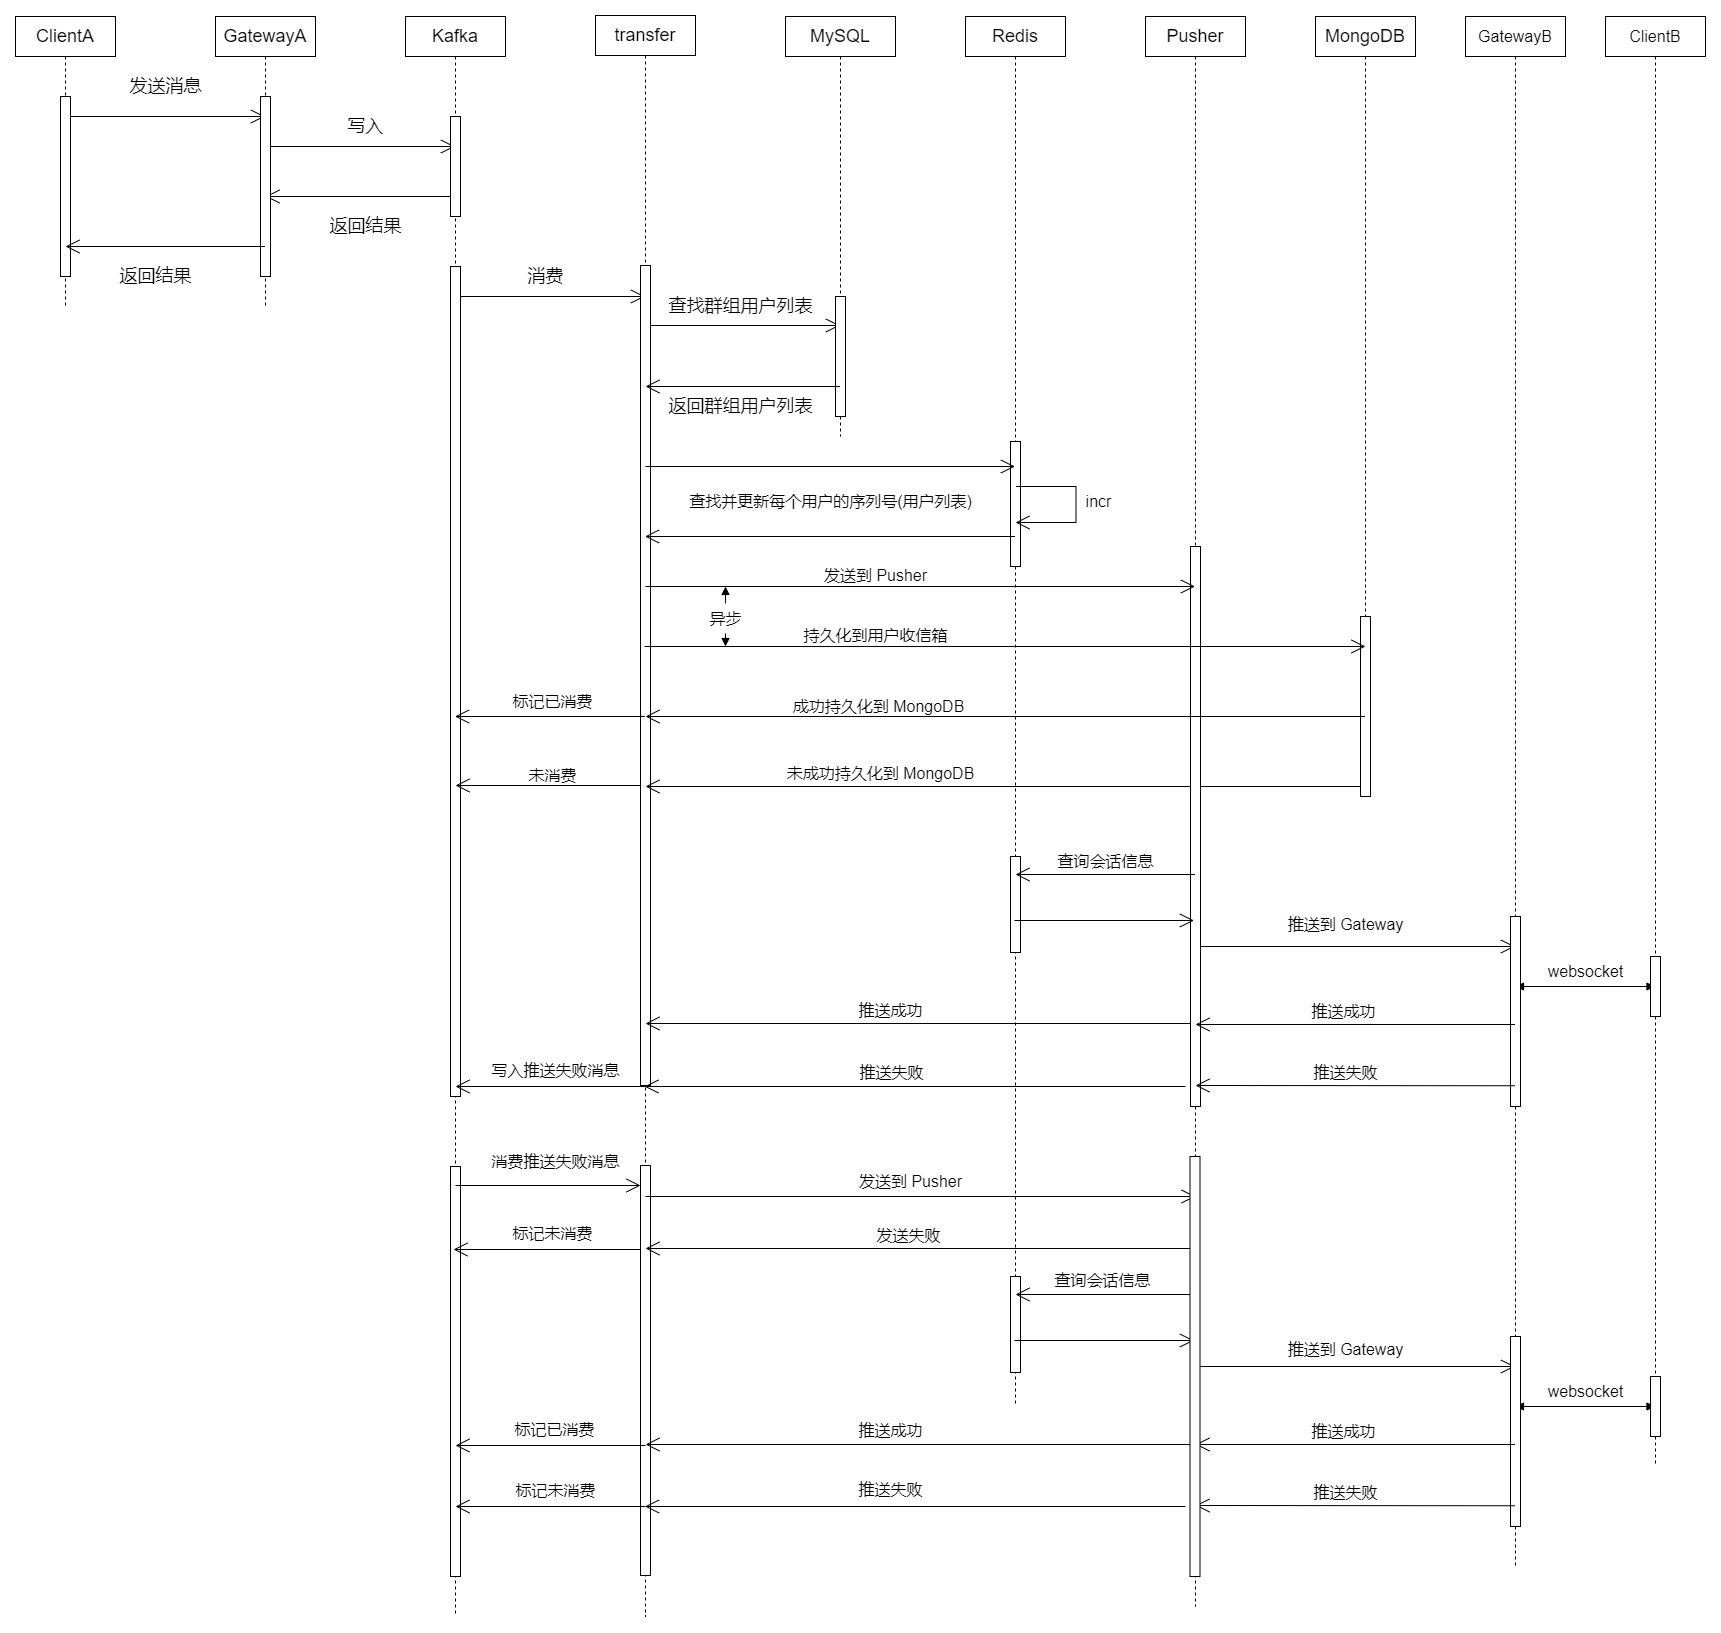 ClientA
GatewayA
Kafka
transfer
MySQL
Redis
Pusher
MongoDB
GatewayB
ClientB
发送消息
写入
返回结果
返回结果
消费
查找群组用户列表
返回群组用户列表
查找并更新每个用户的序列号(用户列表)
incr
发送到 Pusher
异步
持久化到用户收信箱
标记已消费
成功持久化到 MongoDB
未消费
未成功持久化到 MongoDB
查询会话信息
推送到 Gateway
websocket
推送成功
推送成功
写入推送失败消息
推送失败
推送失败
消费推送失败消息
发送到 Pusher
标记未消费
发送失败
查询会话信息
推送到 Gateway
websocket
标记已消费
推送成功
推送成功
标记未消费
推送失败
推送失败